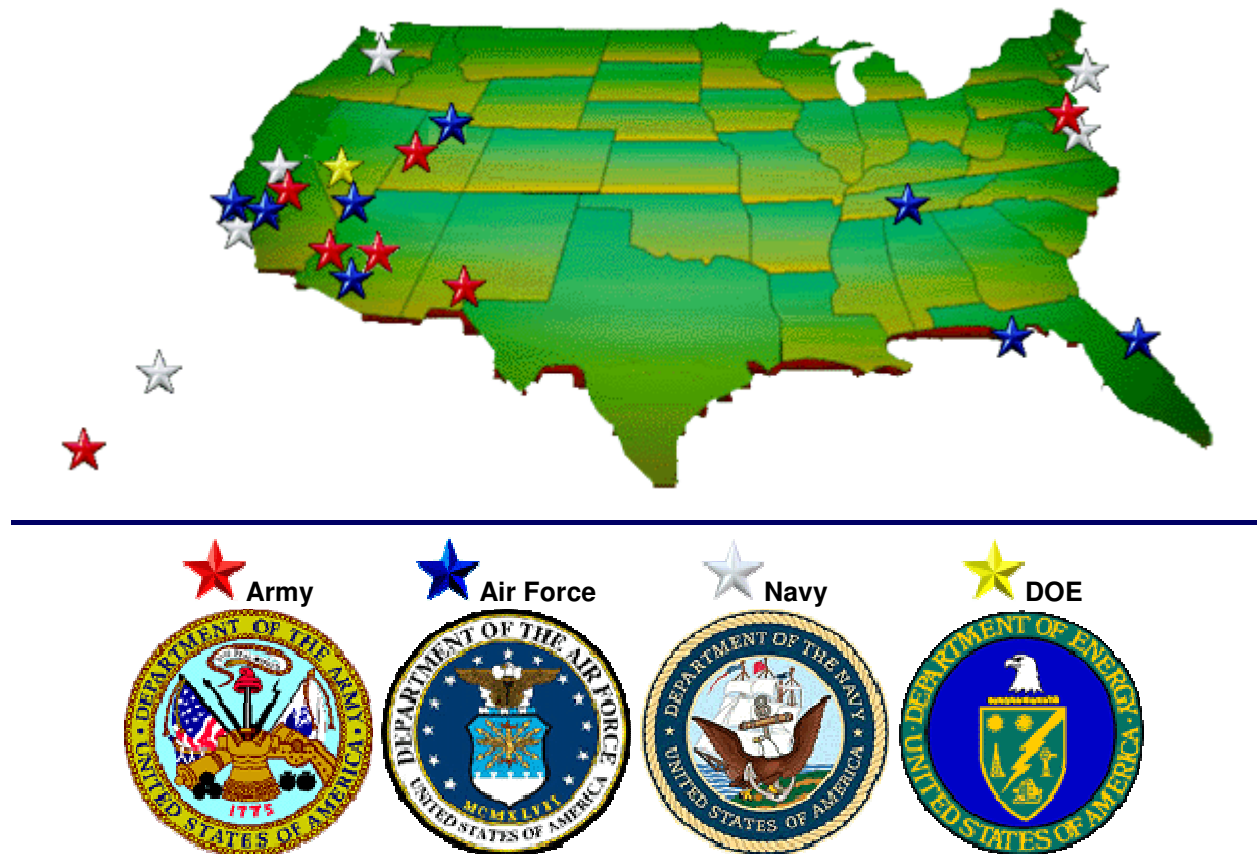 Army
Air Force
Navy
DOE
DEPARTMENT OF THE ARMY
UNITED STATES OF AMERICA
1775
DEPARTMENT OF THE AIR FORCE
MCMXLVII
UNITED STATES OF AMERICA
DEPARTMENT OF THE NAVY
UNITED STATES OF AMERICA
DEPARTMENT OF ENERGY
UNITED STATES OF AMERICA